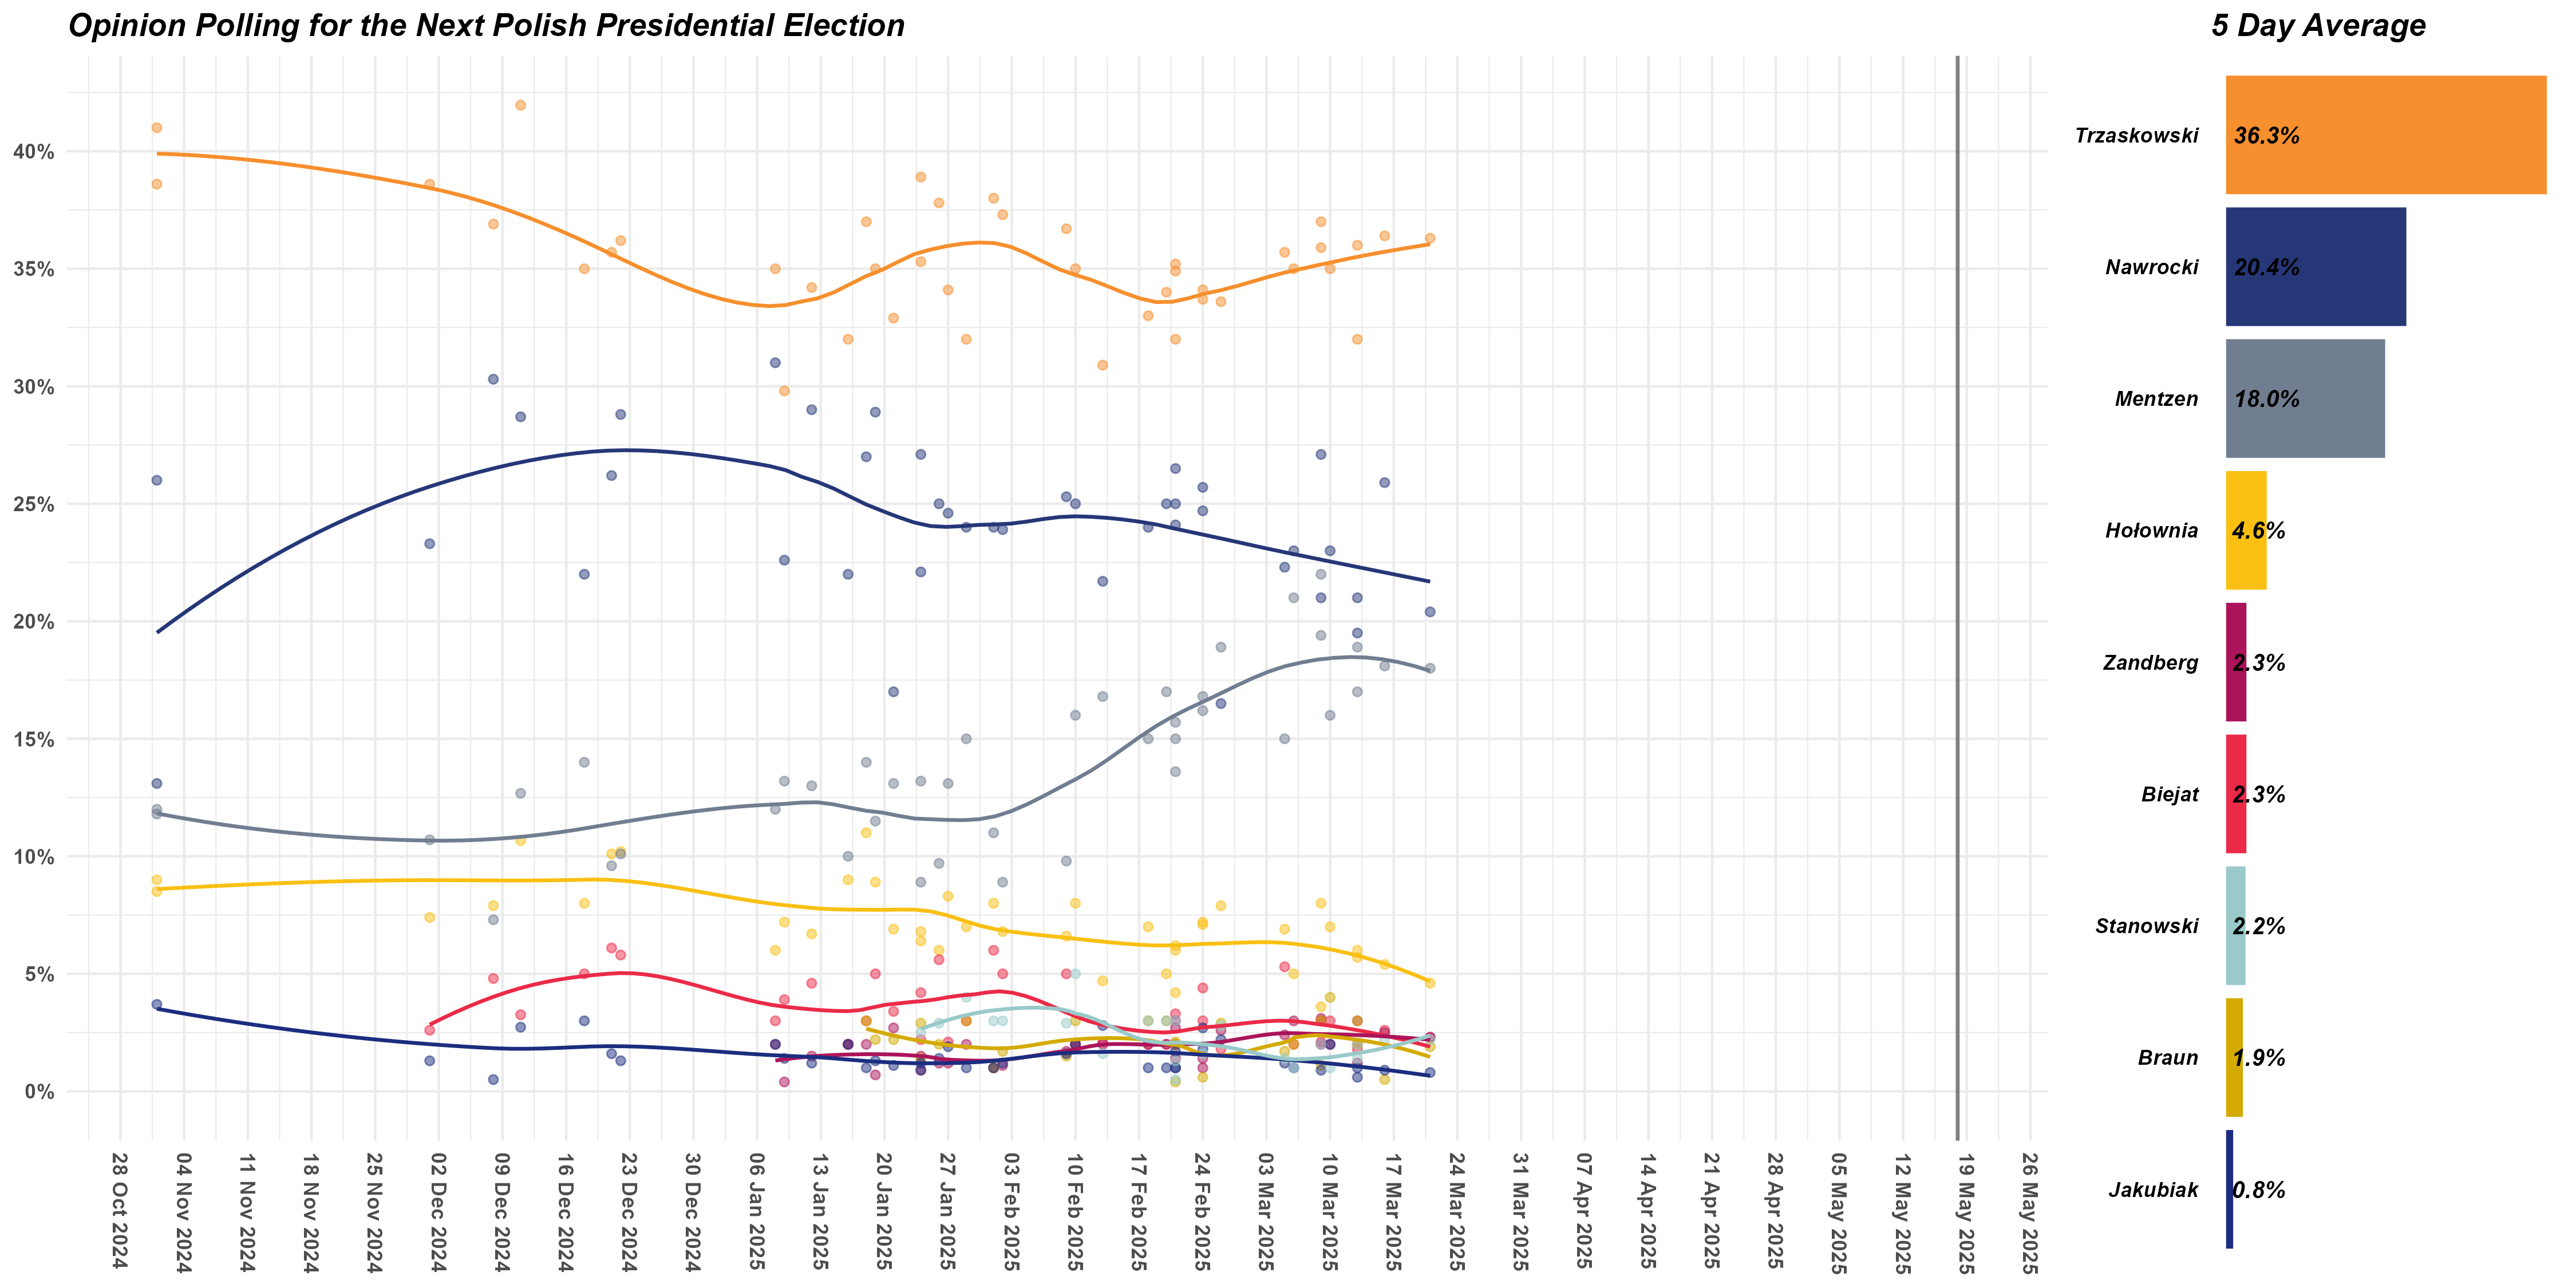 Opinion Polling for the Next Polish Presidential Election
5 Day Average
40%
35%
30%
25%
20%
15%
10%
5%
0%
28 Oct 2024
04 Nov 2024
11 Nov 2024
18 Nov 2024
25 Nov 2024
02 Dec 2024
09 Dec 2024
16 Dec 2024
23 Dec 2024
30 Dec 2024
06 Jan 2025
13 Jan 2025
20 Jan 2025
27 Jan 2025
03 Feb 2025
10 Feb 2025
17 Feb 2025
24 Feb 2025
03 Mar 2025
10 Mar 2025
17 Mar 2025
24 Mar 2025
31 Mar 2025
07 Apr 2025
14 Apr 2025
21 Apr 2025
28 Apr 2025
05 May 2025
12 May 2025
19 May 2025
26 May 2025
Trzaskowski 36.3%
Nawrocki 20.4%
Mentzen 18.0%
Hołownia 4.6%
Zandberg 2.3%
Biejat 2.3%
Stanowski 2.2%
Braun 1.9%
Jakubiak 0.8%